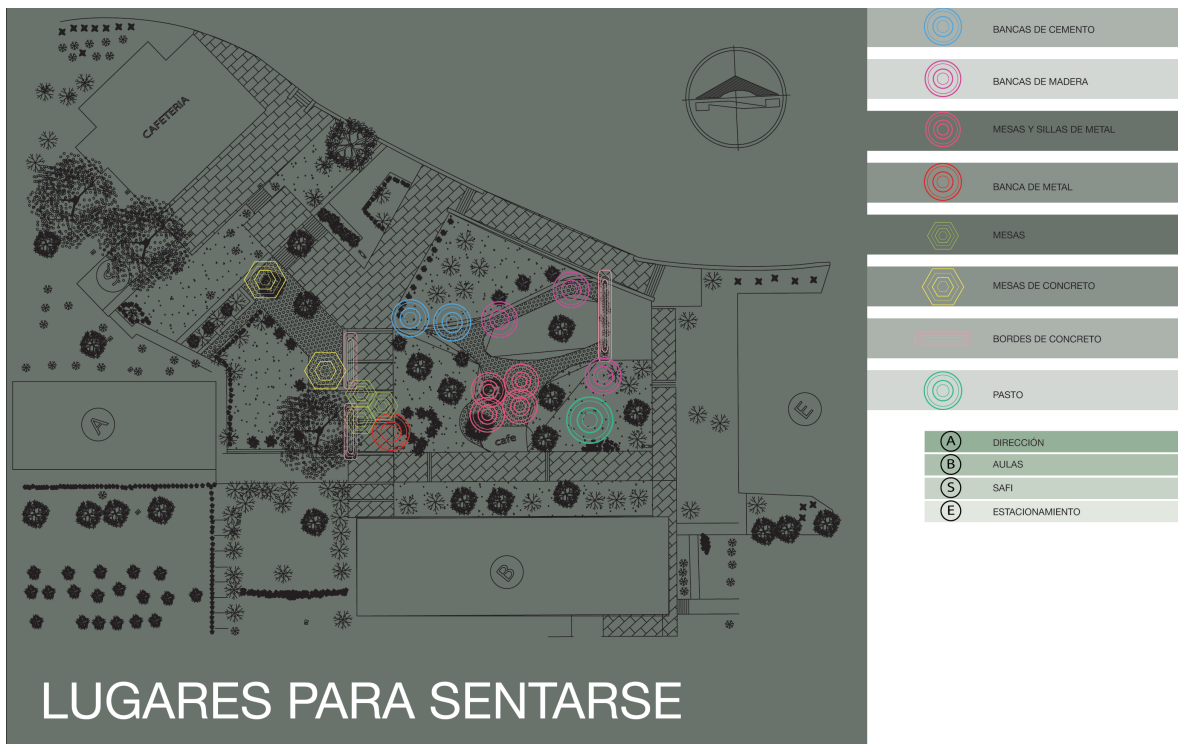 CAFETERIA
S
A
cafe
E
B
LUGARES PARA SENTARSE
BANCAS DE CEMENTO
BANCAS DE MADERA
MESAS Y SILLAS DE METAL
BANCA DE METAL
MESAS
MESAS DE CONCRETO
BORDES DE CONCRETO
PASTO
A DIRECCIÓN
B AULAS
S SAFI
E ESTACIONAMIENTO